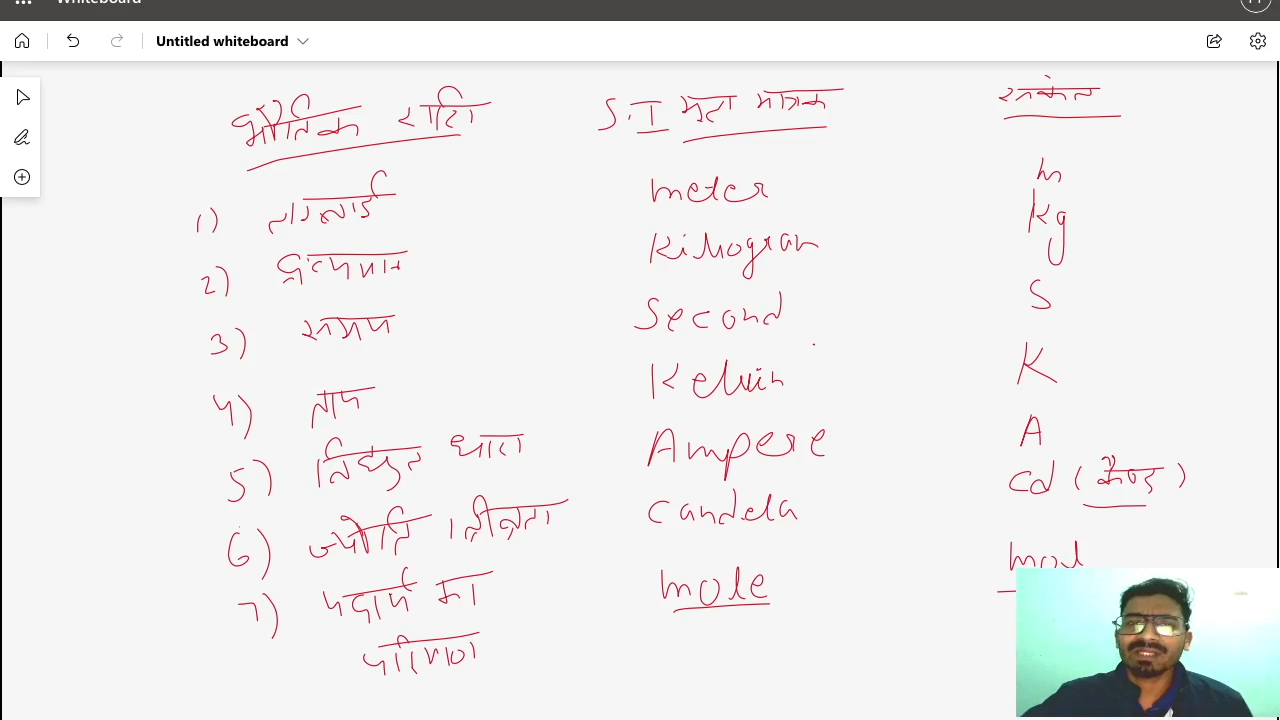 Whiteboard
Untitled whiteboard
भौतिक राशि S.I मूल मात्रक संकेत
1) लम्बाई meter m
2) द्रव्यमान Kilogram kg
3) समय Second S
4) ताप Kelvin K
5) विद्युत धारा Ampere A
6) ज्योति तीव्रता candela cd (कैण्ड)
7) पदार्थ का mole mol
परिमाण